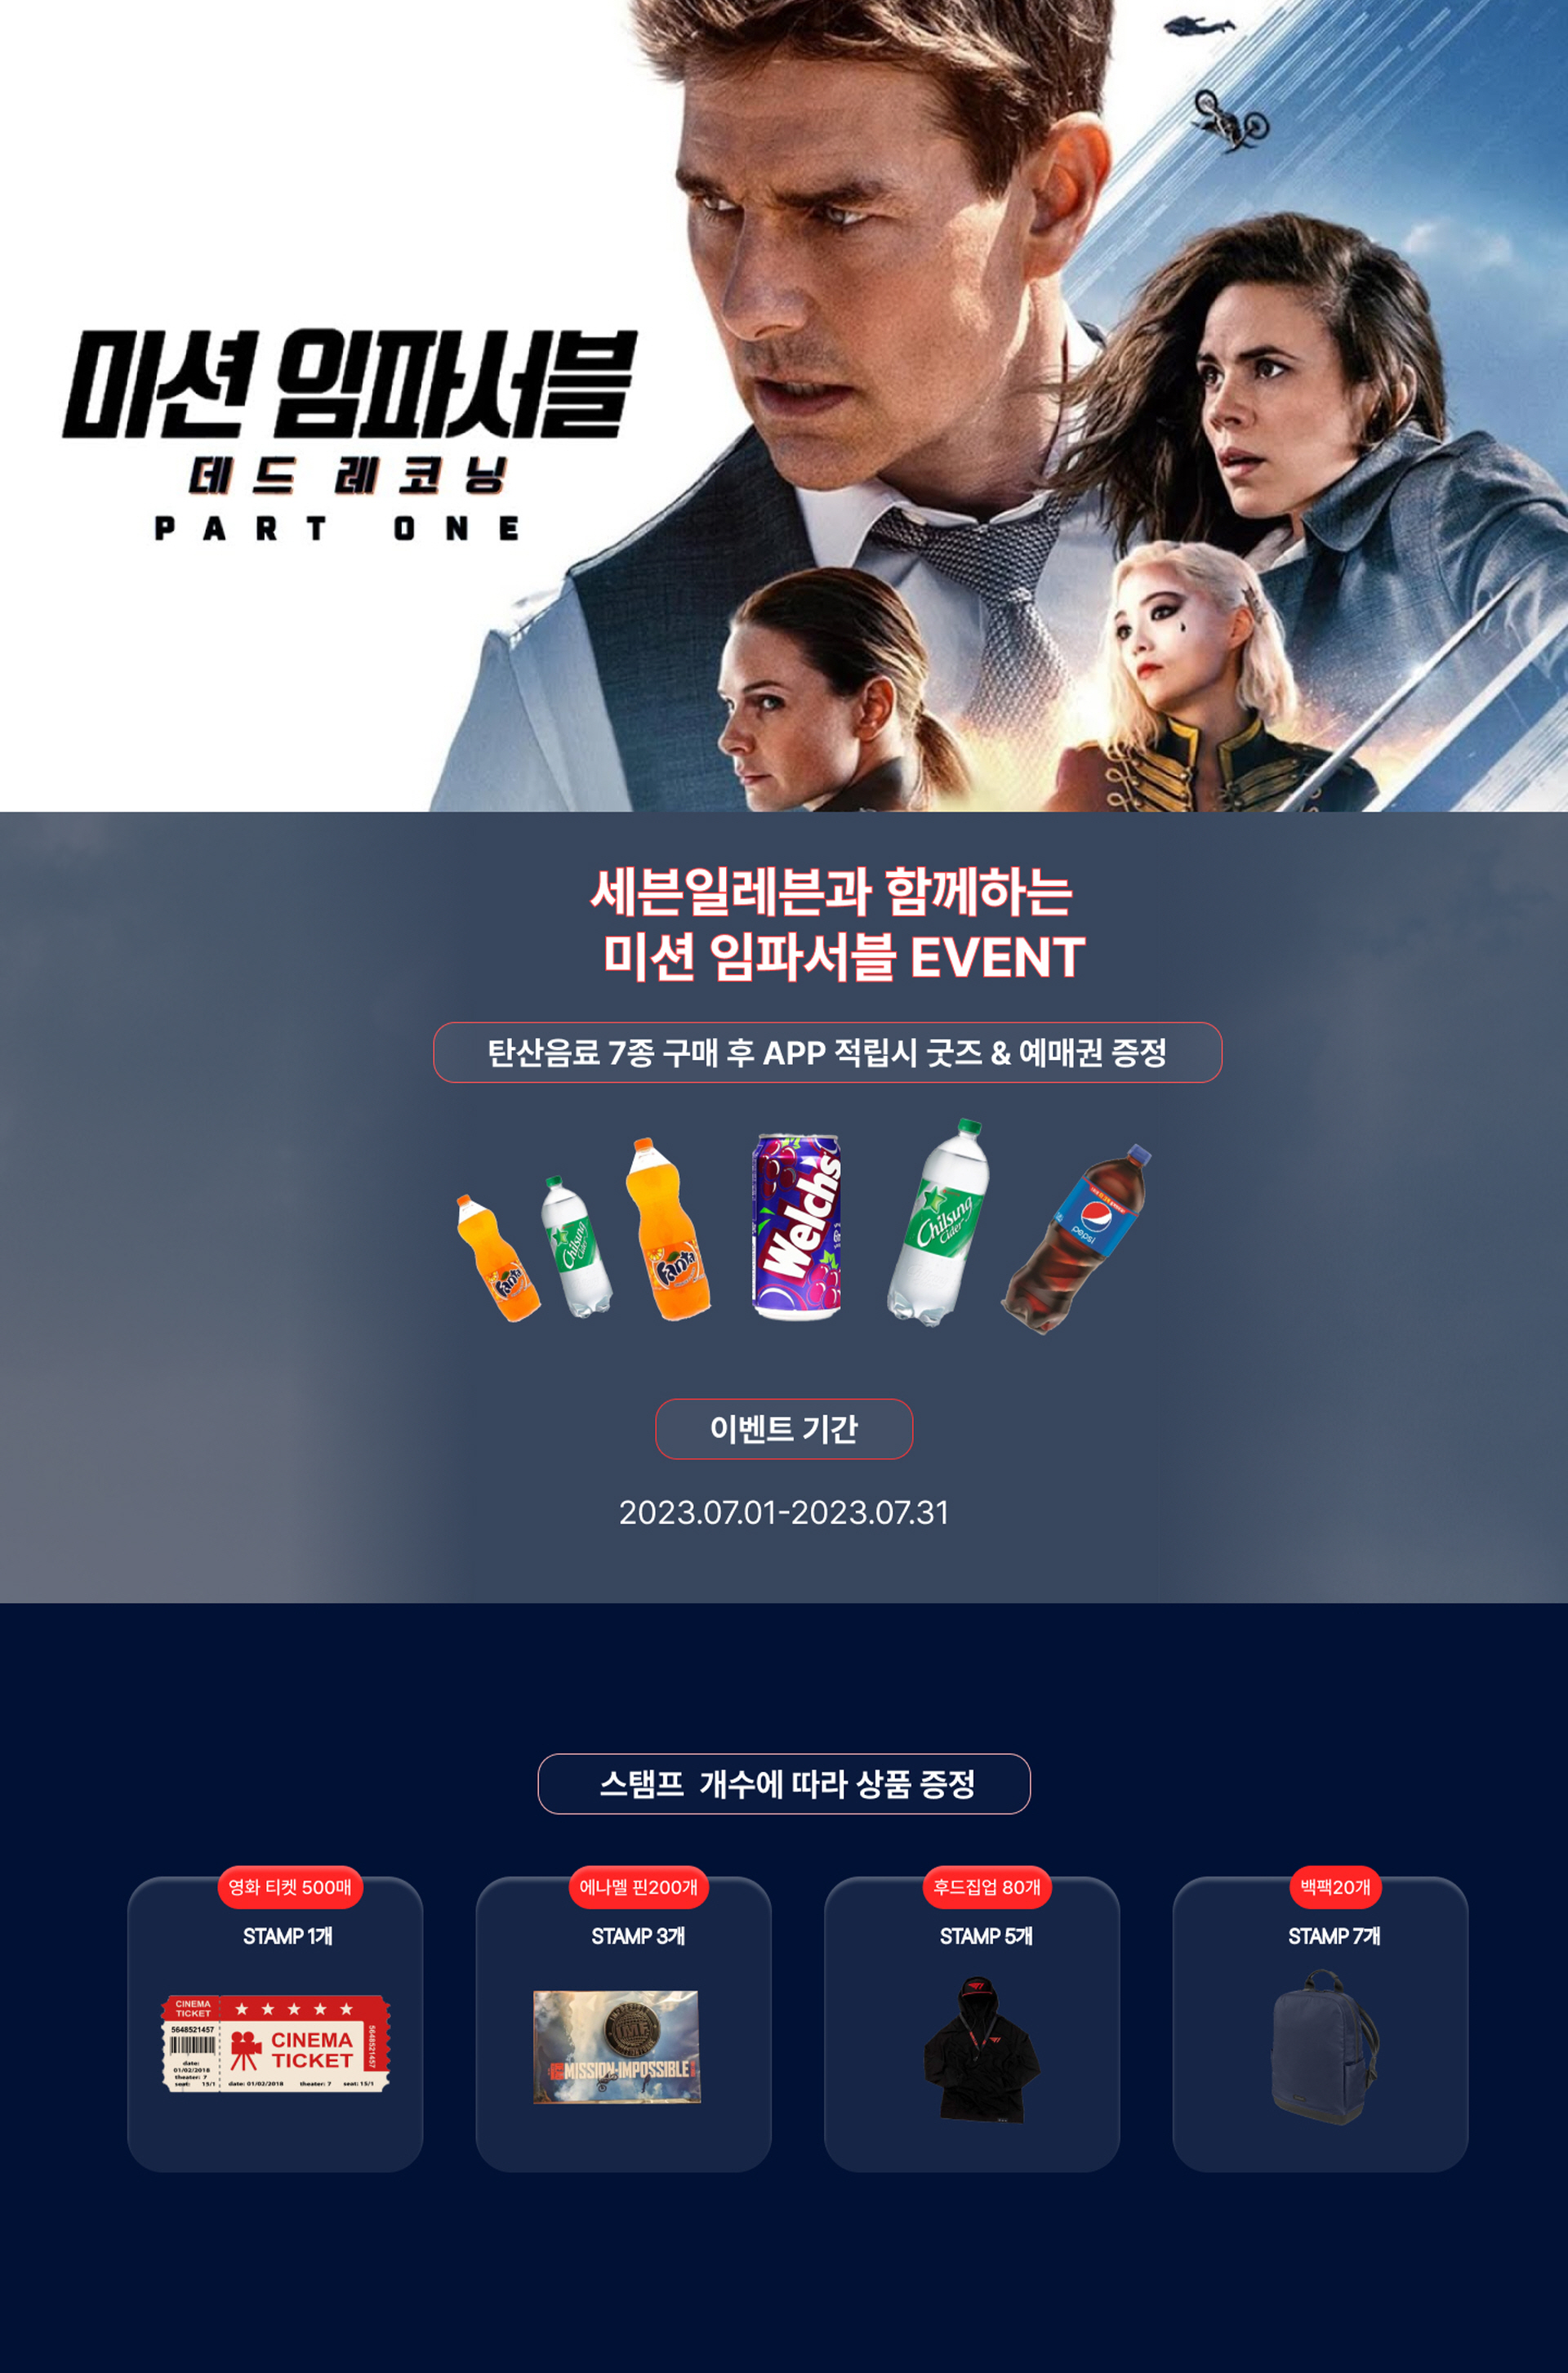 미션 임파서블
데드 레코닝
PART ONE
세븐일레븐과 함께하는
미션 임파서블 EVENT
탄산음료 7종 구매 후 APP 적립시 굿즈 & 예매권 증정
Fanta
Chilsung
Cider
Fanta
Welchs
Chilsung
Cider
pepsi
이벤트 기간
2023.07.01-2023.07.31
스탬프 개수에 따라 상품 증정
영화 티켓 500매
STAMP 1개
CINEMA
TICKET
5648521457
date:
01/02/2018
theater: 7
seat: 15/1
CINEMA
TICKET
date: 01/02/2018 theater: 7 seat: 15/1
5648521457
에나멜 핀200개
STAMP 3개
IMF
MISSION:IMPOSSIBLE
후드집업 80개
STAMP 5개
백팩20개
STAMP 7개